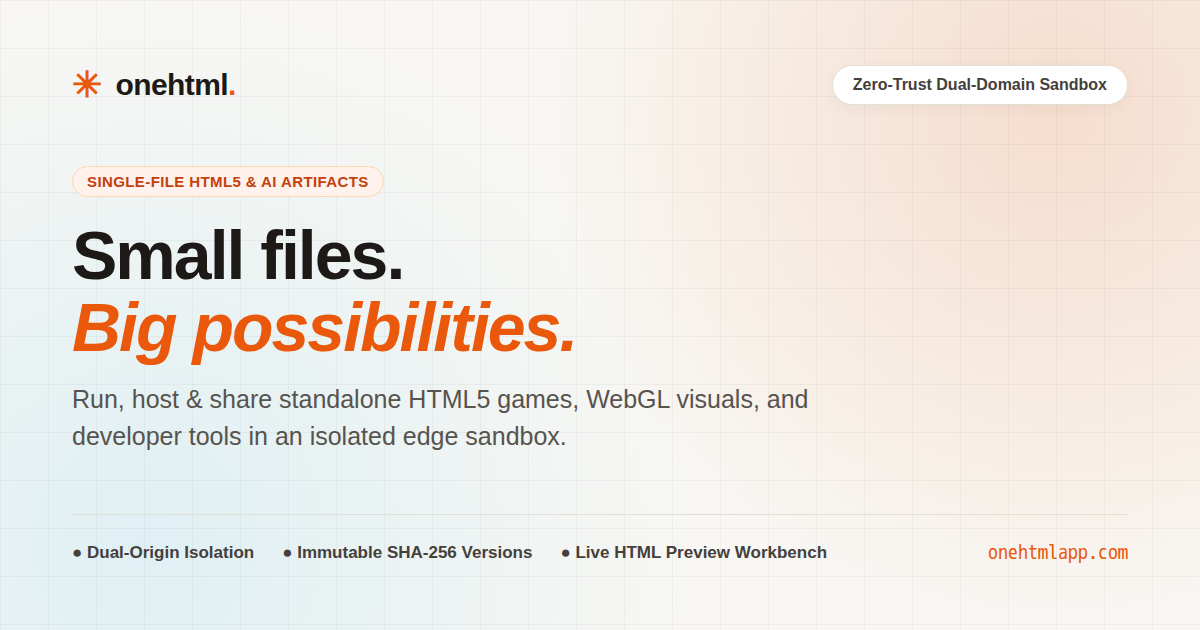 onehtml.
Zero-Trust Dual-Domain Sandbox
SINGLE-FILE HTML5 & AI ARTIFACTS
Small files.
Big possibilities.
Run, host & share standalone HTML5 games, WebGL visuals, and
developer tools in an isolated edge sandbox.
● Dual-Origin Isolation ● Immutable SHA-256 Versions ● Live HTML Preview Workbench
onehtmlapp.com